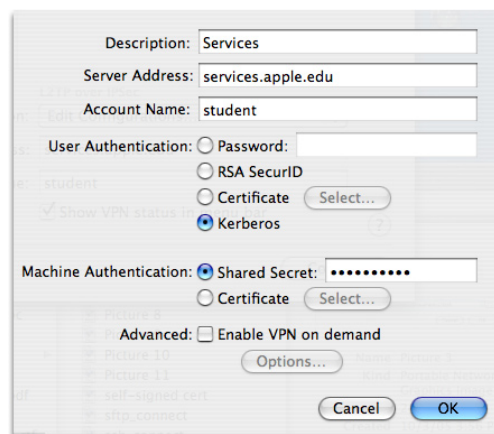 Description: Services
Server Address: services.apple.edu
Account Name: student
User Authentication: Password:
RSA SecurID
Certificate Select...
Kerberos
Machine Authentication: Shared Secret: ••••••••••
Certificate Select...
Advanced: Enable VPN on demand
Options...
Cancel OK